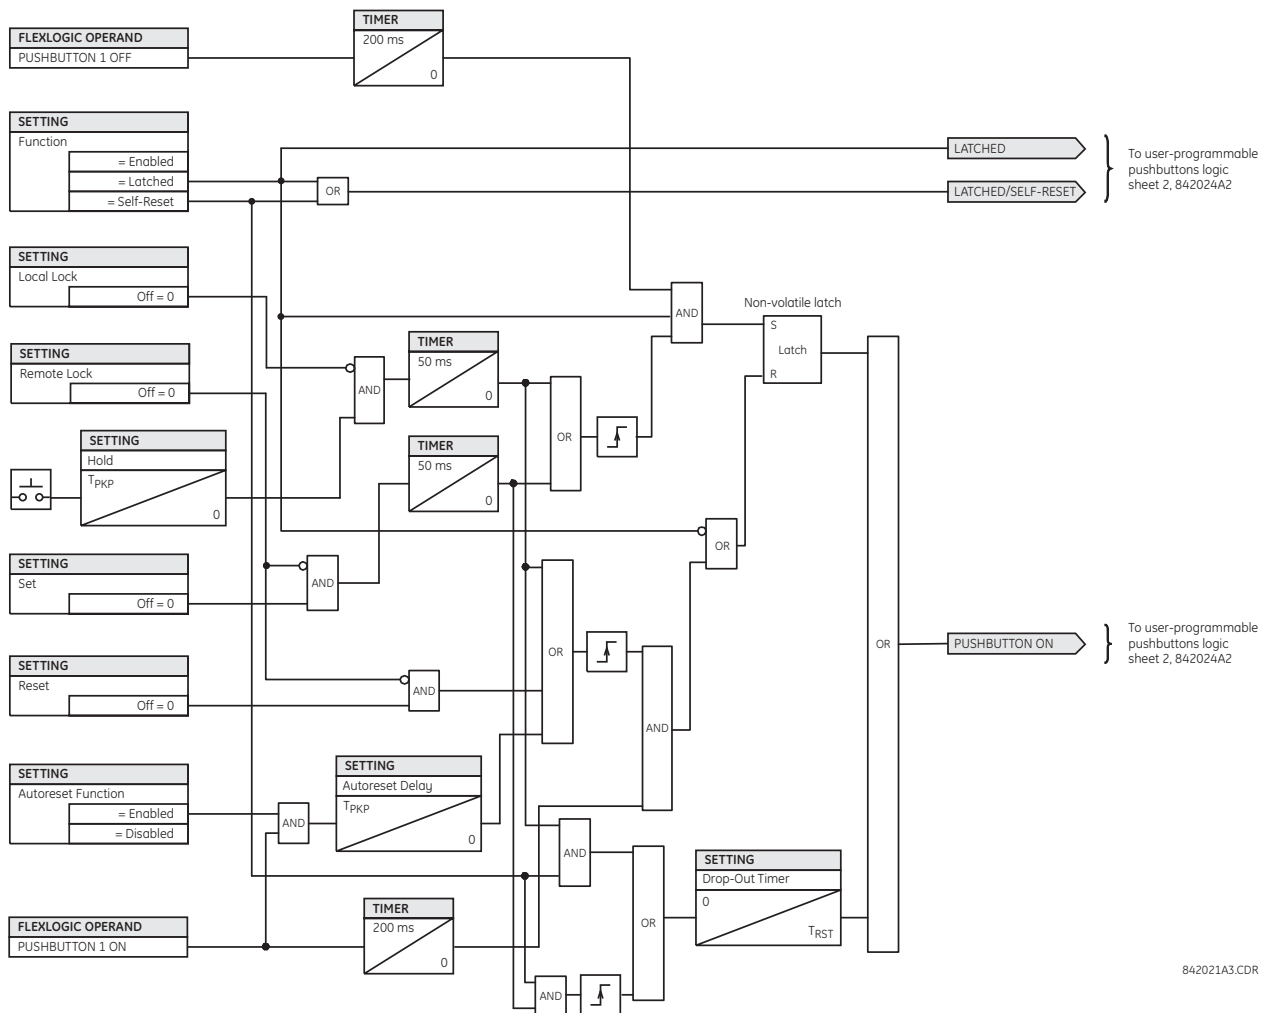 TIMER
200 ms
0
FLEXLOGIC OPERAND
PUSHBUTTON 1 OFF
SETTING
Function
= Enabled
= Latched
= Self-Reset
OR
LATCHED
LATCHED/SELF-RESET
To user-programmable
pushbuttons logic
sheet 2, 842024A2
SETTING
Local Lock
Off = 0
AND
Non-volatile latch
S
Latch
R
SETTING
Remote Lock
Off = 0
AND
TIMER
50 ms
0
OR
SETTING
Hold
TPKP
0
TIMER
50 ms
0
OR
SETTING
Set
Off = 0
AND
OR
AND
OR
PUSHBUTTON ON
To user-programmable
pushbuttons logic
sheet 2, 842024A2
SETTING
Reset
Off = 0
AND
SETTING
Autoreset Function
= Enabled
= Disabled
AND
SETTING
Autoreset Delay
TPKP
0
AND
OR
SETTING
Drop-Out Timer
0
TRST
FLEXLOGIC OPERAND
PUSHBUTTON 1 ON
TIMER
200 ms
0
AND
842021A3.CDR